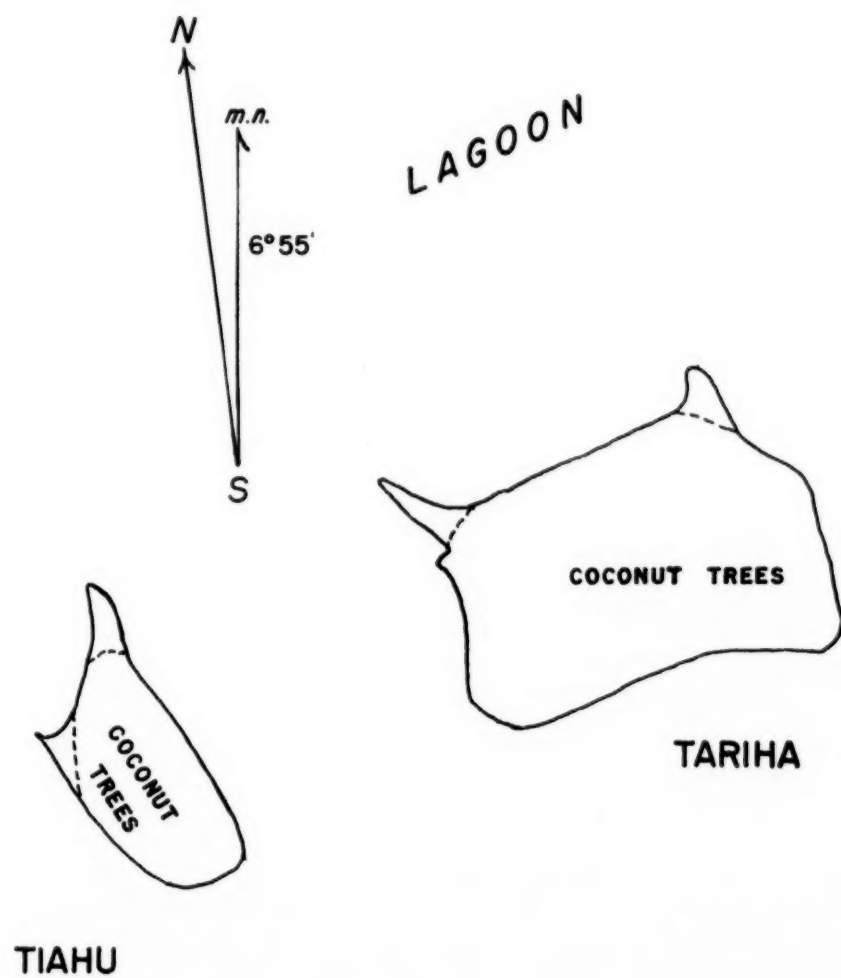 N
m.n.
LAGOON
6°55'
S
COCONUT TREES
TARIHA
COCONUT
TREES
TIAHU